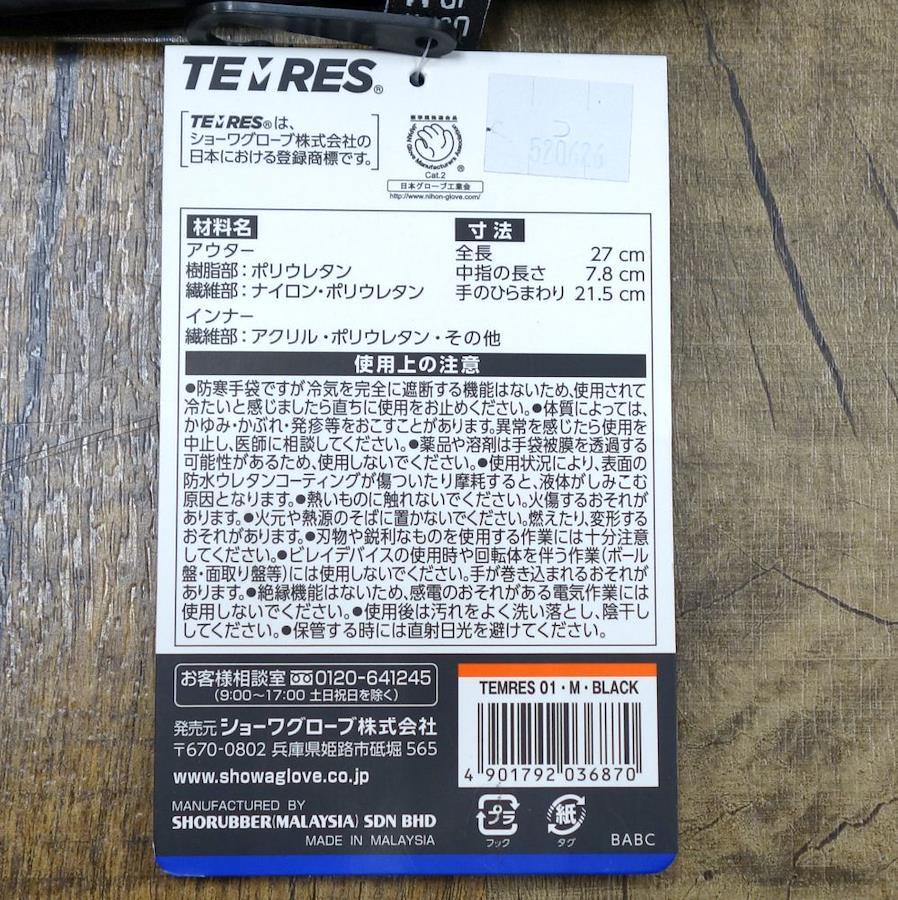 TEMRES®
TEMRES®は、
ショーワグローブ株式会社の
日本における登録商標です。
Cat.2
日本グローブ工業会
http://www.nihon-glove.com/
520626
材料名
アウター
樹脂部：ポリウレタン
繊維部：ナイロン・ポリウレタン
インナー
繊維部：アクリル・ポリウレタン・その他
寸法
全長 27 cm
中指の長さ 7.8 cm
手のひらまわり 21.5 cm
使用上の注意
●防寒手袋ですが冷気を完全に遮断する機能はないため、使用されて
冷たいと感じましたら直ちに使用をお止めください。●体質によっては、
かゆみ・かぶれ・発疹等をおこすことがあります。異常を感じたら使用を
中止し、医師に相談してください。●薬品や溶剤は手袋被膜を透過する
可能性があるため、使用しないでください。●使用状況により、表面の
防水ウレタンコーティングが傷ついたり摩耗すると、液体がしみこむ
原因となります。●熱いものに触れないでください。火傷するおそれが
あります。●火元や熱源のそばに置かないでください。燃えたり、変形する
おそれがあります。●刃物や鋭利なものを使用する作業には十分注意
してください。●ビレイデバイスの使用時や回転体を伴う作業（ボール
盤・面取り盤等）には使用しないでください。手が巻き込まれるおそれが
あります。●絶縁機能はないため、感電のおそれがある電気作業には
使用しないでください。●使用後は汚れをよく洗い落とし、陰干し
してください。●保管する時には直射日光を避けてください。
お客様相談室 0120-641245
（9:00〜17:00 土日祝日を除く）
発売元 ショーワグローブ株式会社
〒670-0802 兵庫県姫路市砥堀 565
www.showaglove.co.jp
MANUFACTURED BY
SHORUBBER(MALAYSIA) SDN BHD
MADE IN MALAYSIA
TEMRES 01・M・BLACK
4 901792 036870
プラ
フック
紙
タグ
BABC